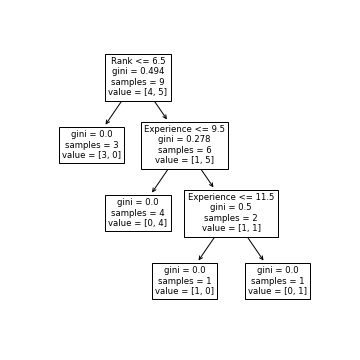 Rank <= 6.5
gini = 0.494
samples = 9
value = [4, 5]
gini = 0.0
samples = 3
value = [3, 0]
Experience <= 9.5
gini = 0.278
samples = 6
value = [1, 5]
gini = 0.0
samples = 4
value = [0, 4]
Experience <= 11.5
gini = 0.5
samples = 2
value = [1, 1]
gini = 0.0
samples = 1
value = [1, 0]
gini = 0.0
samples = 1
value = [0, 1]